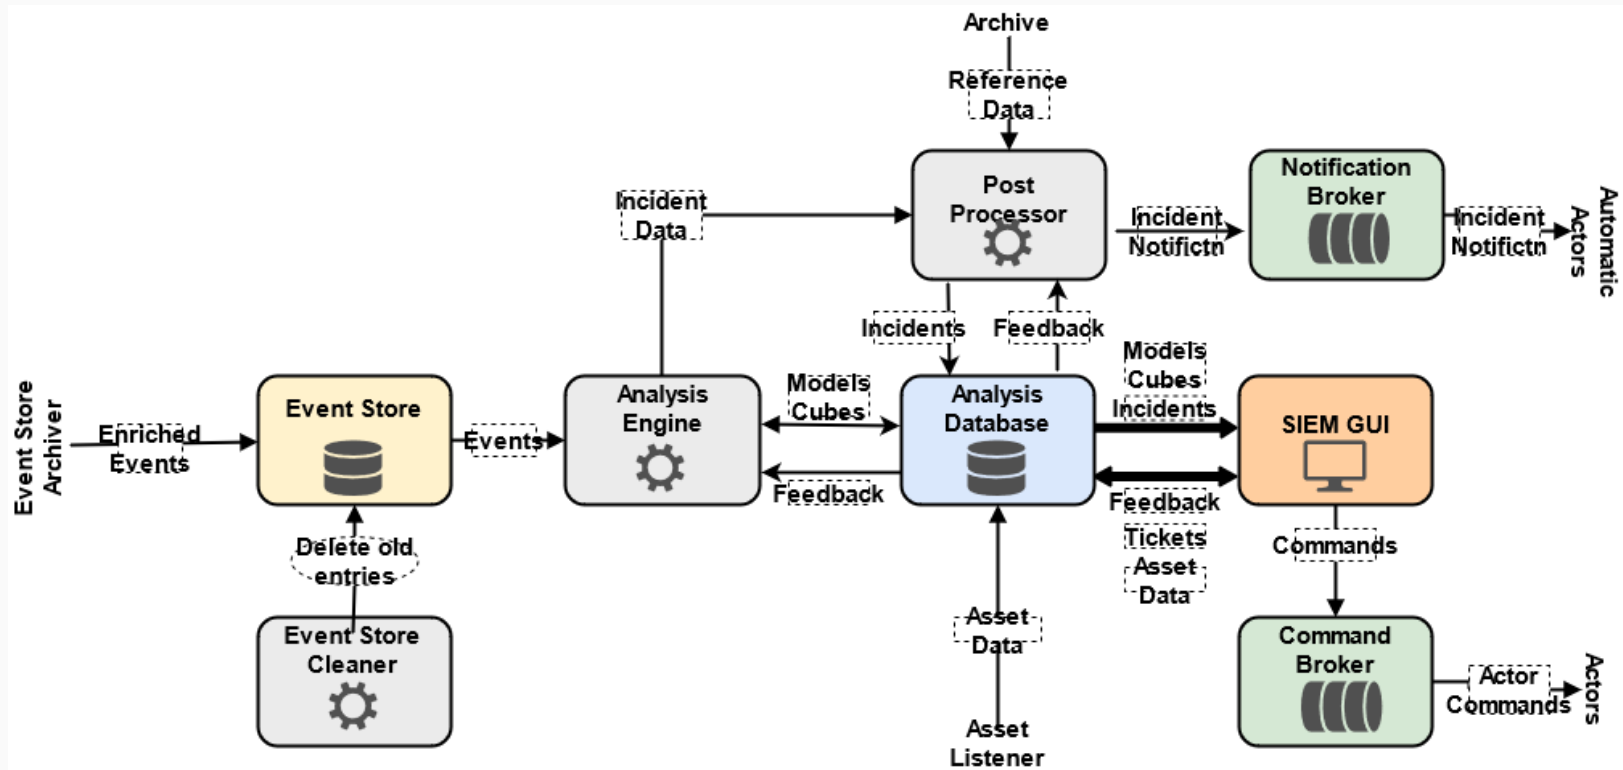 Archive
Reference
Data
Post
Processor
Notification
Broker
Incident
Data
Incident
Notifictn
Incident
Notifictn
Automatic
Actors
Incidents
Feedback
Event Store
Archiver
Enriched
Events
Event Store
Events
Analysis
Engine
Models
Cubes
Feedback
Analysis
Database
Models
Cubes
Incidents
Feedback
Tickets
Asset
Data
SIEM GUI
Delete old
entries
Commands
Event Store
Cleaner
Asset
Data
Asset
Listener
Command
Broker
Actor
Commands
Actors